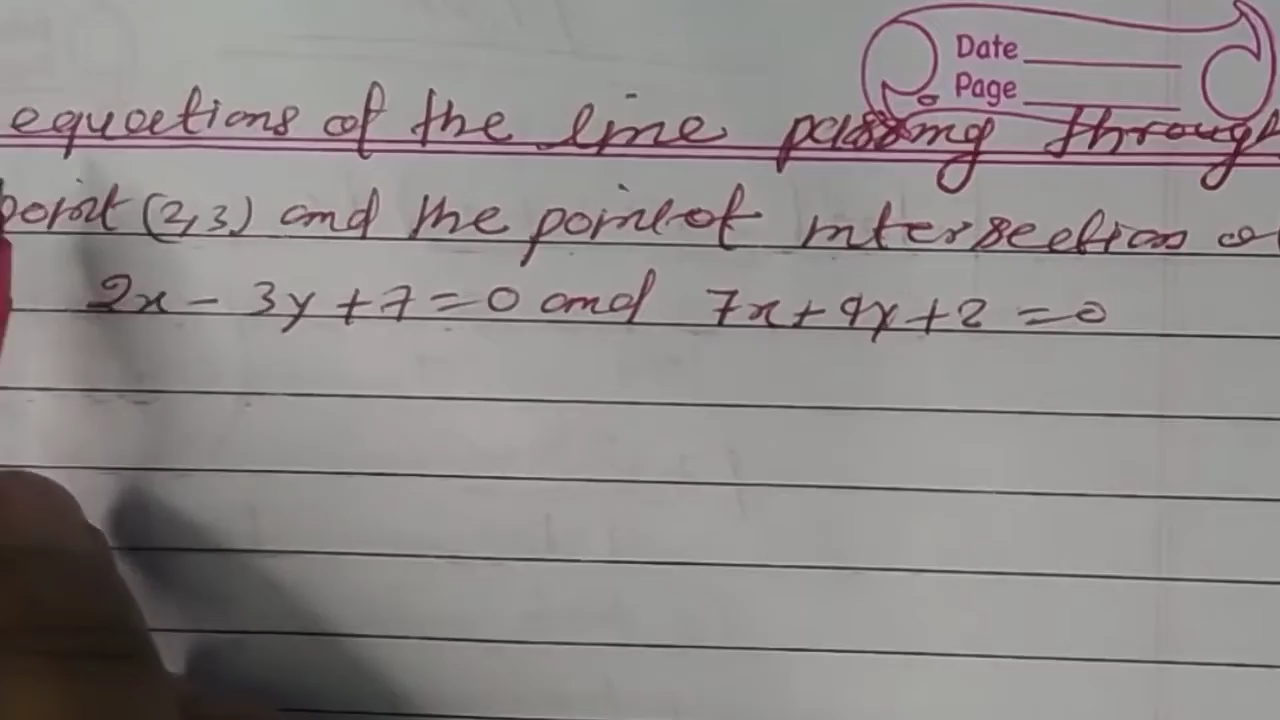 Date
Page
equations of the line passing through
point (2,3) and the point of intersection of
2x - 3y + 7 = 0 and 7x + 4y + 2 = 0